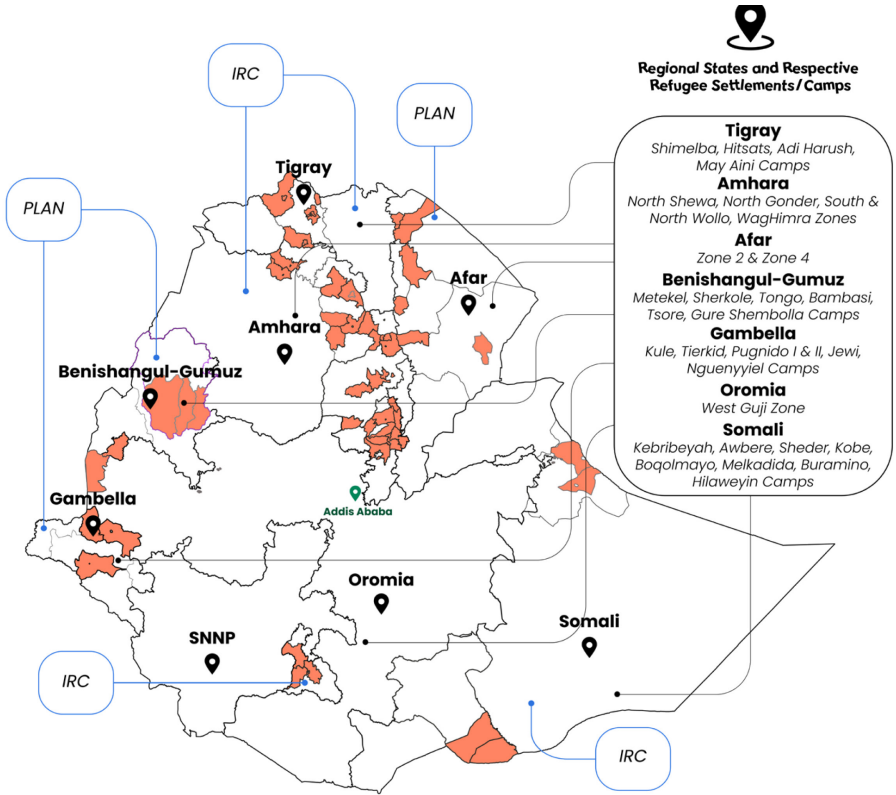 Regional States and Respective
Refugee Settlements/Camps
Tigray
Shimelba, Hitsats, Adi Harush,
May Aini Camps
Amhara
North Shewa, North Gonder, South &
North Wollo, WagHimra Zones
Afar
Zone 2 & Zone 4
Benishangul-Gumuz
Metekel, Sherkole, Tongo, Bambasi,
Tsore, Gure Shembolla Camps
Gambella
Kule, Tierkid, Pugnido I & II, Jewi,
Nguenyyiel Camps
Oromia
West Guji Zone
Somali
Kebribeyah, Awbere, Sheder, Kobe,
Boqolmayo, Melkadida, Buramino,
Hilaweyin Camps
IRC
PLAN
Tigray
PLAN
Afar
Amhara
Benishangul-Gumuz
Gambella
Addis Ababa
Oromia
Somali
SNNP
IRC
IRC